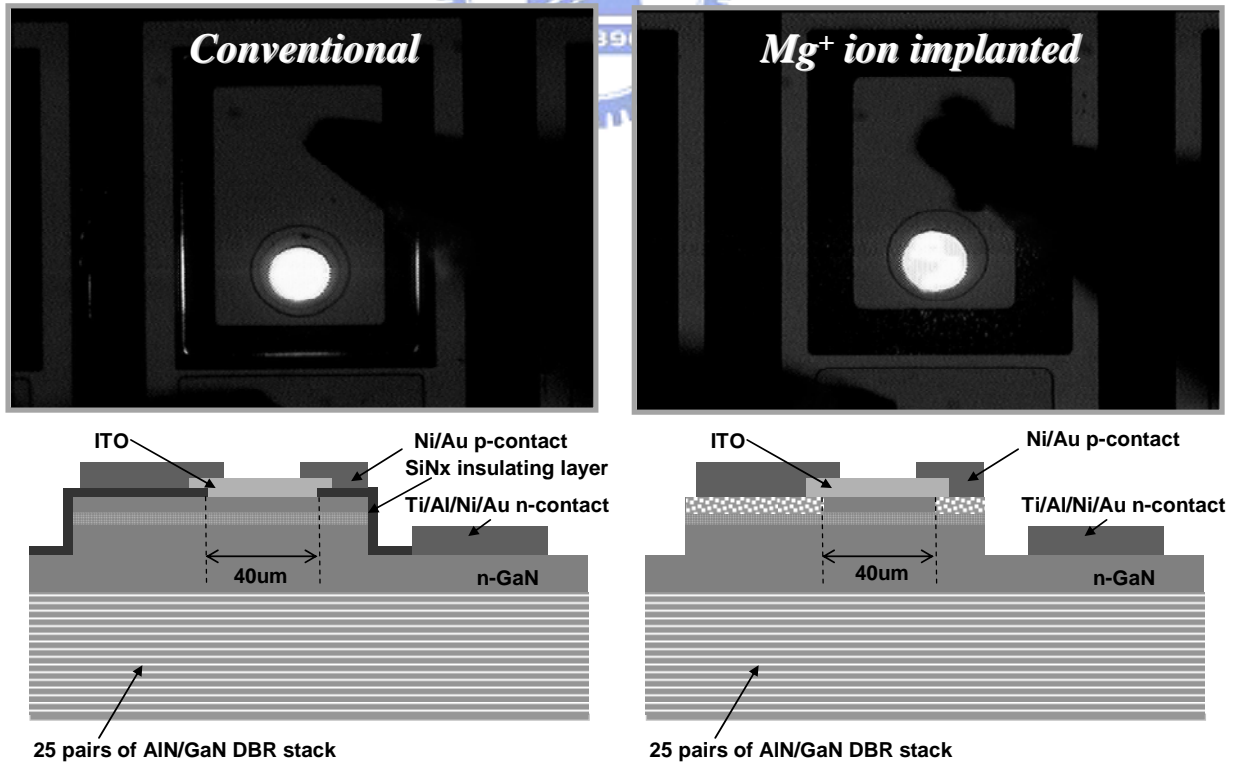 Conventional
Mg+ ion implanted
ITO
Ni/Au p-contact
SiNx insulating layer
Ti/Al/Ni/Au n-contact
40um
n-GaN
25 pairs of AlN/GaN DBR stack
ITO
Ni/Au p-contact
Ti/Al/Ni/Au n-contact
40um
n-GaN
25 pairs of AlN/GaN DBR stack